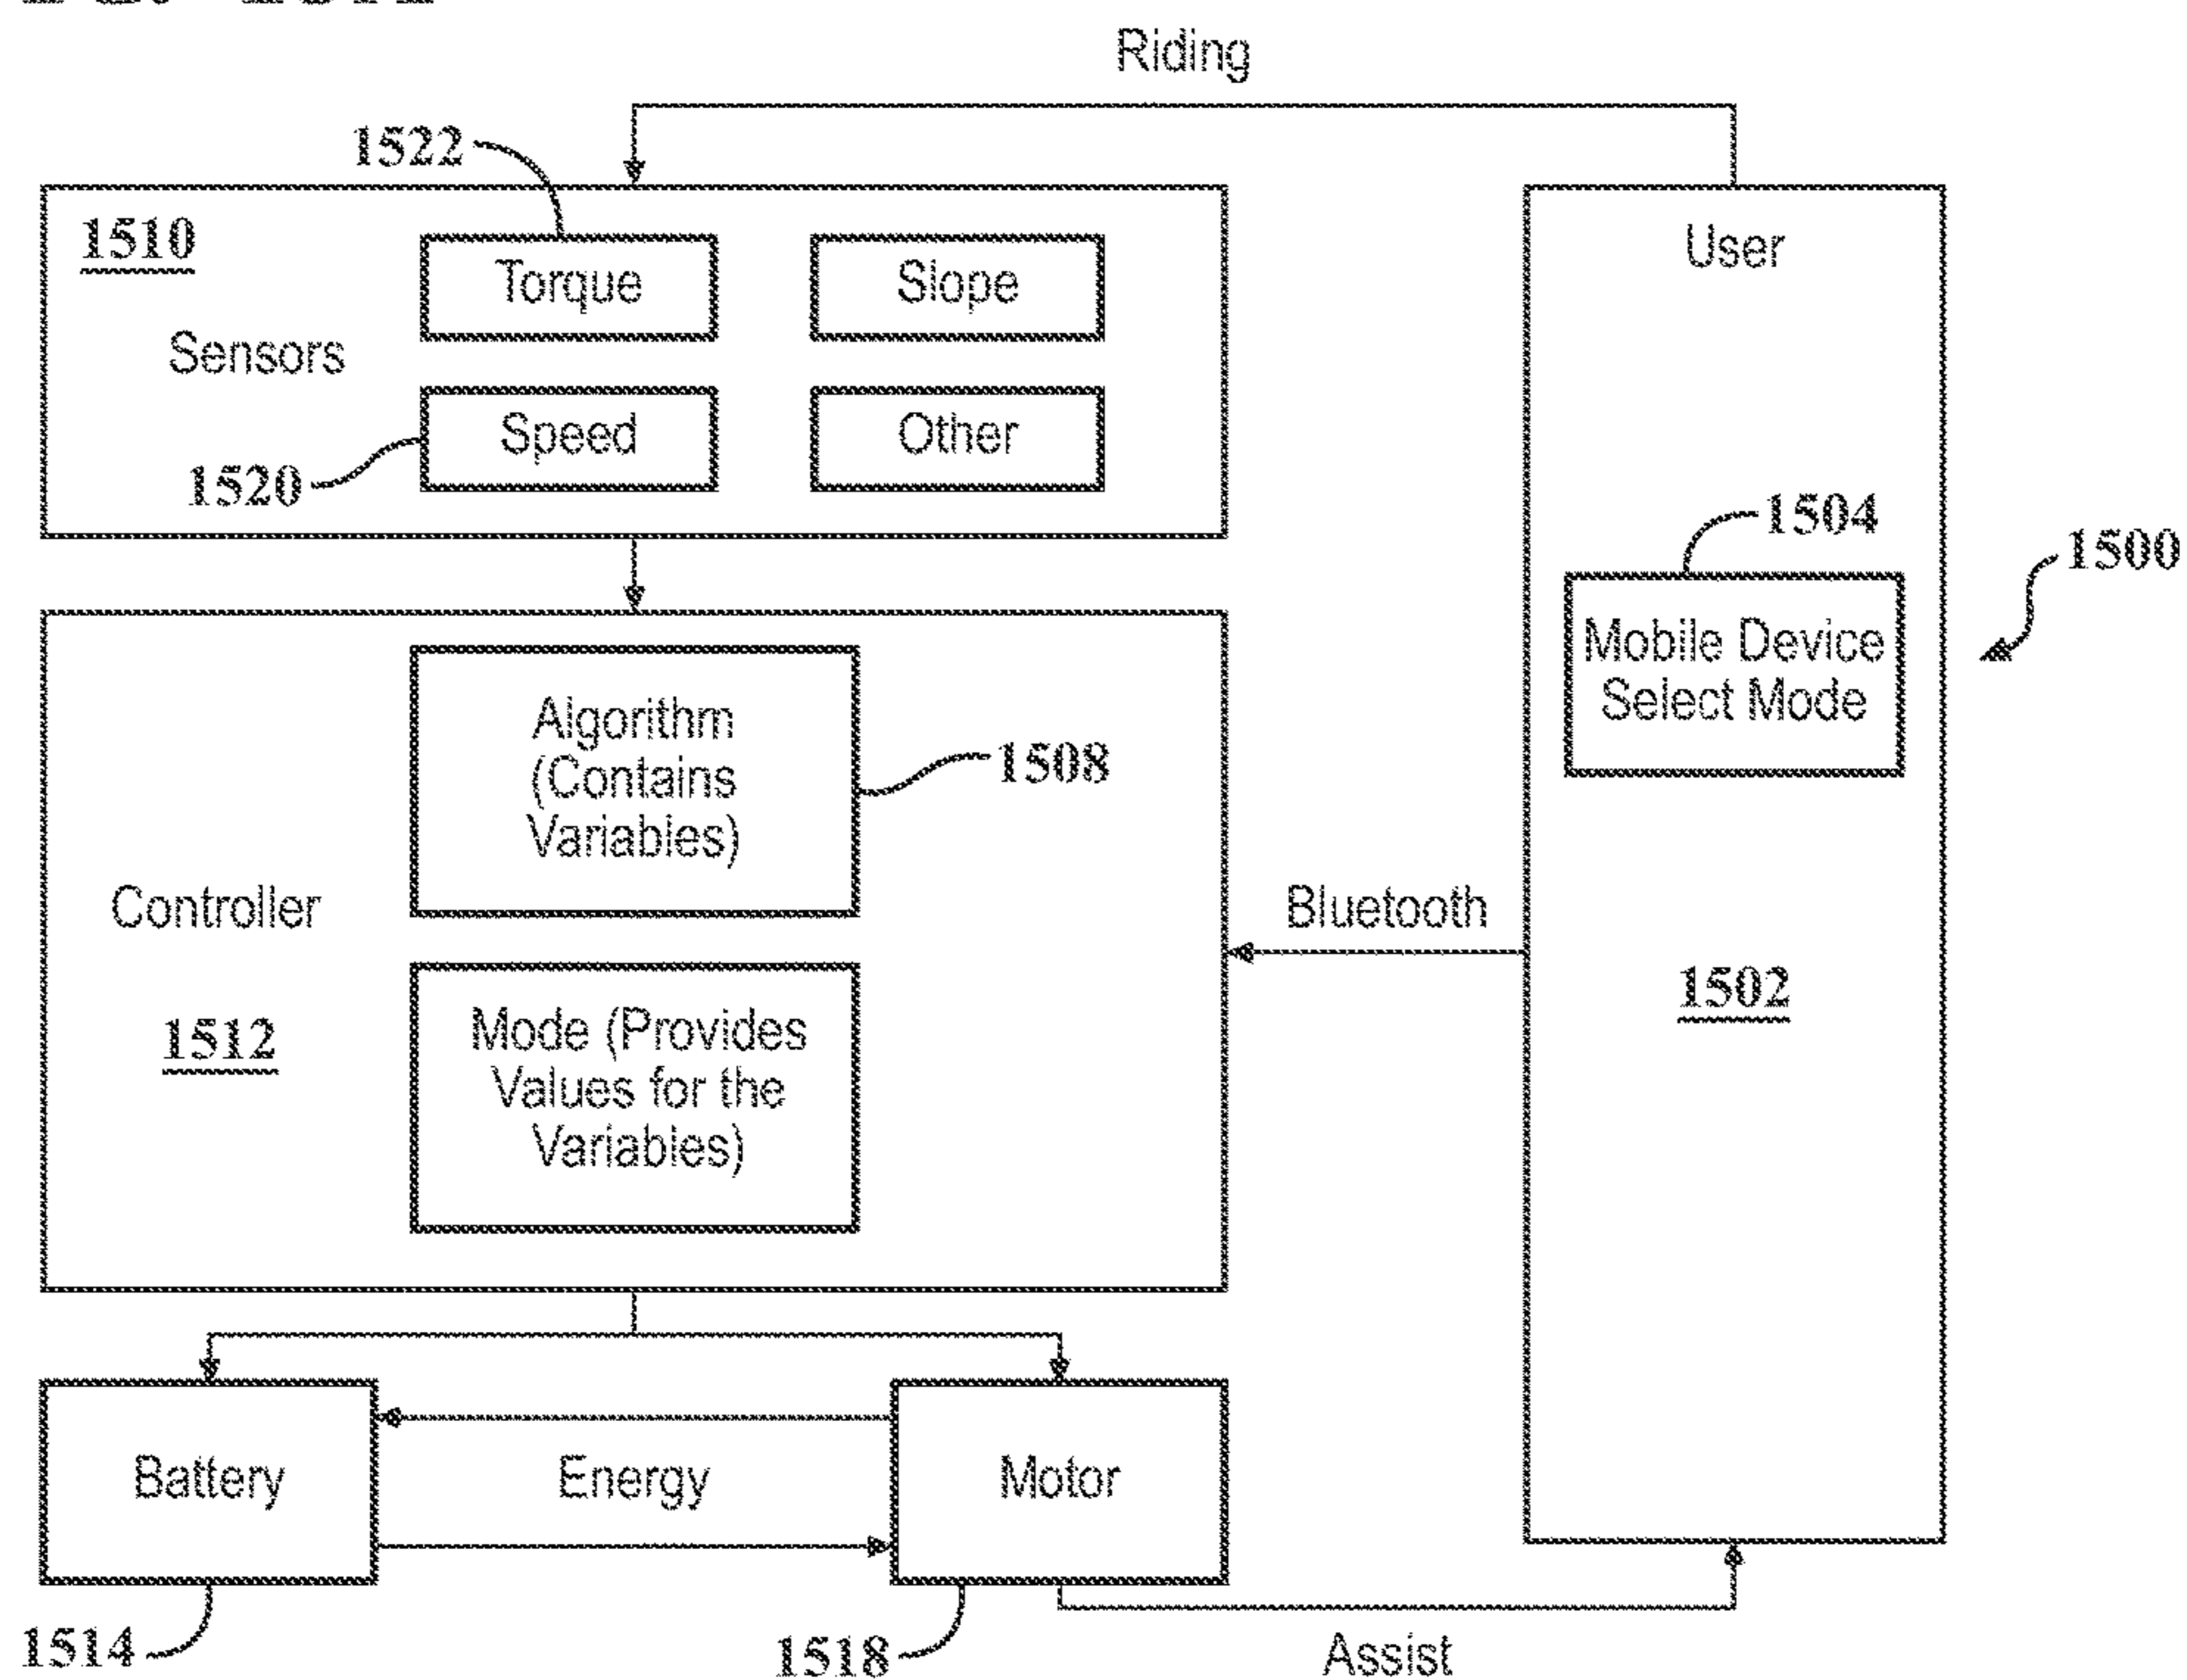 Riding
1522
1510
Torque
Slope
User
Sensors
Speed
Other
1520
1504
1500
Mobile Device
Select Mode
Algorithm
(Contains
Variables)
1508
Controller
Bluetooth
1502
1512
Mode (Provides
Values for the
Variables)
Battery
Energy
Motor
1514
1518
Assist